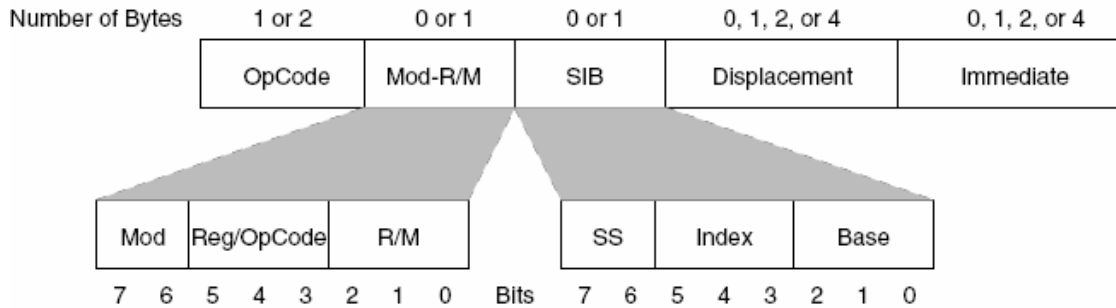 Number of Bytes 1 or 2 0 or 1 0 or 1 0, 1, 2, or 4 0, 1, 2, or 4
OpCode Mod-R/M SIB Displacement Immediate
Mod Reg/OpCode R/M SS Index Base
7 6 5 4 3 2 1 0 Bits 7 6 5 4 3 2 1 0